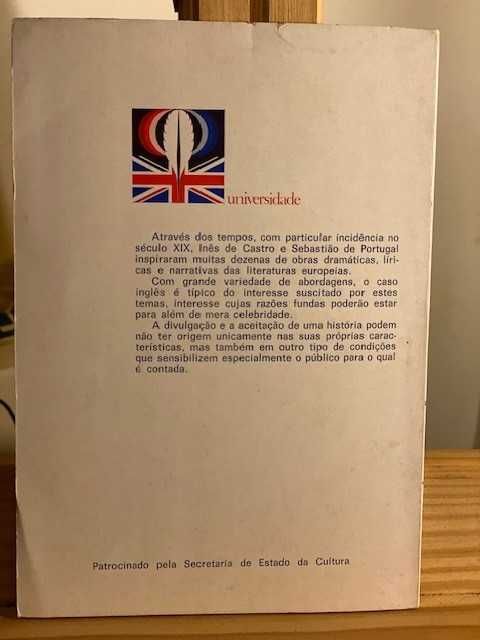 universidade
Através dos tempos, com particular incidência no
século XIX, Inês de Castro e Sebastião de Portugal
inspiraram muitas dezenas de obras dramáticas, líri-
cas e narrativas das literaturas europeias.
Com grande variedade de abordagens, o caso
inglês é típico do interesse suscitado por estes
temas, interesse cujas razões fundas poderão estar
para além de mera celebridade.
A divulgação e a aceitação de uma história podem
não ter origem unicamente nas suas próprias carac-
terísticas, mas também em outro tipo de condições
que sensibilizem especialmente o público para o qual
é contada.
Patrocinado pela Secretaria de Estado da Cultura